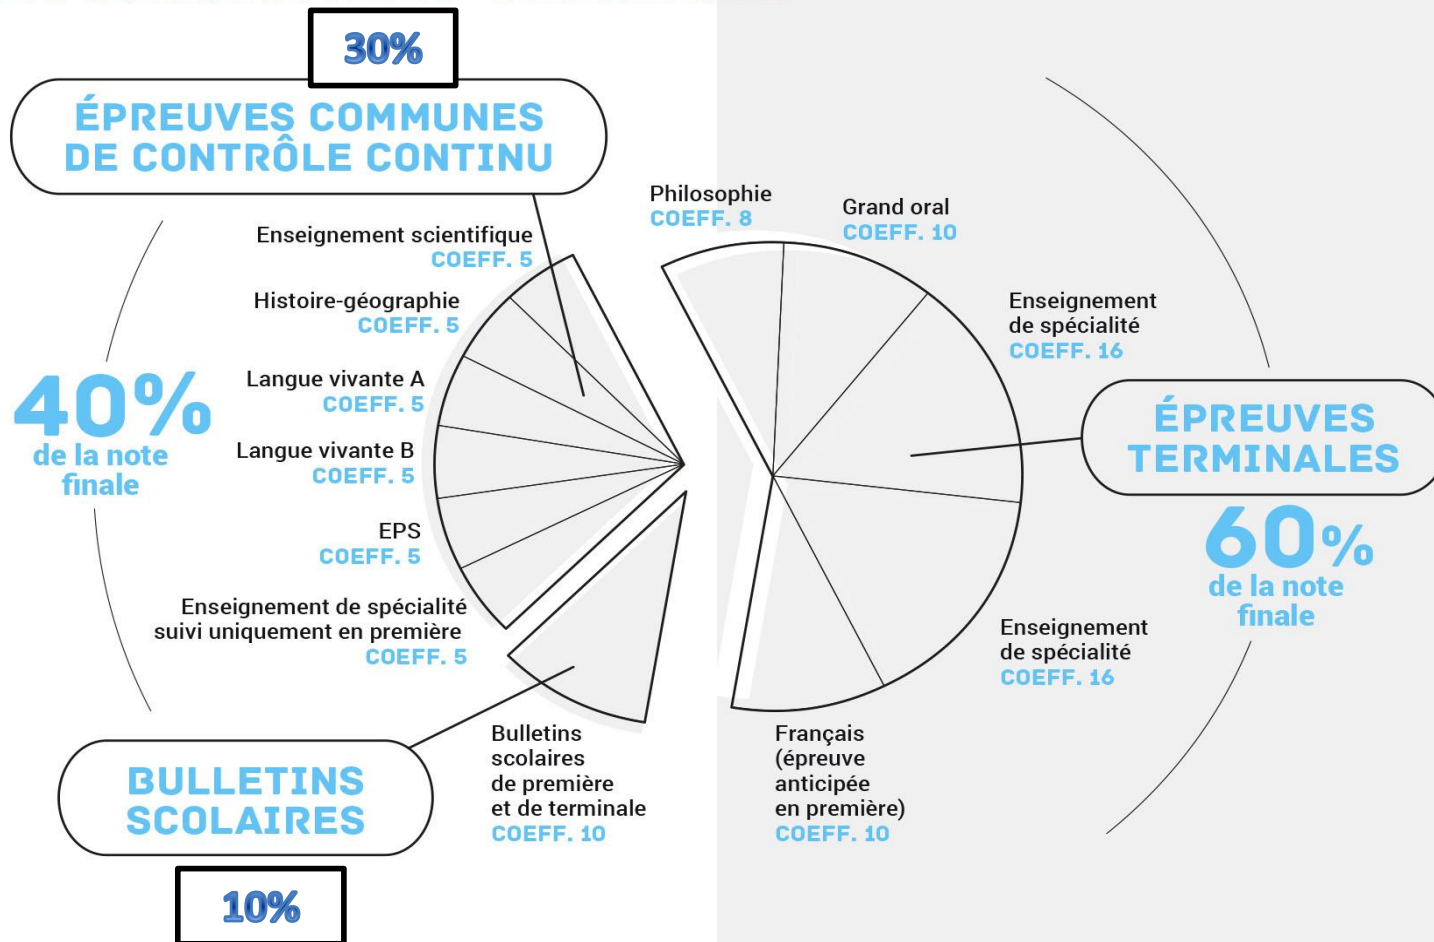 30%
ÉPREUVES COMMUNES
DE CONTRÔLE CONTINU
Enseignement scientifique
COEFF. 5
Histoire-géographie
COEFF. 5
Langue vivante A
COEFF. 5
Langue vivante B
COEFF. 5
EPS
COEFF. 5
Enseignement de spécialité
suivi uniquement en première
COEFF. 5
40%
de la note
finale
BULLETINS
SCOLAIRES
10%
Bulletins
scolaires
de première
et de terminale
COEFF. 10
Philosophie
COEFF. 8
Grand oral
COEFF. 10
Enseignement
de spécialité
COEFF. 16
ÉPREUVES
TERMINALES
60%
de la note
finale
Enseignement
de spécialité
COEFF. 16
Français
(épreuve
anticipée
en première)
COEFF. 10